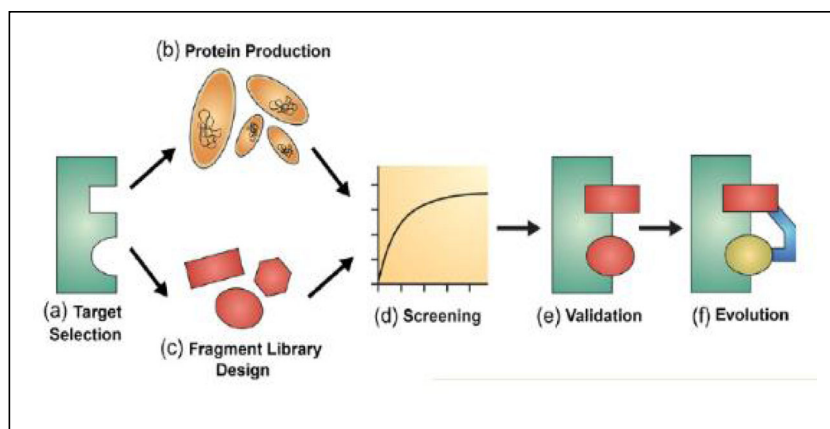 (b) Protein Production
(a) Target
Selection
(c) Fragment Library
Design
(d) Screening
(e) Validation
(f) Evolution